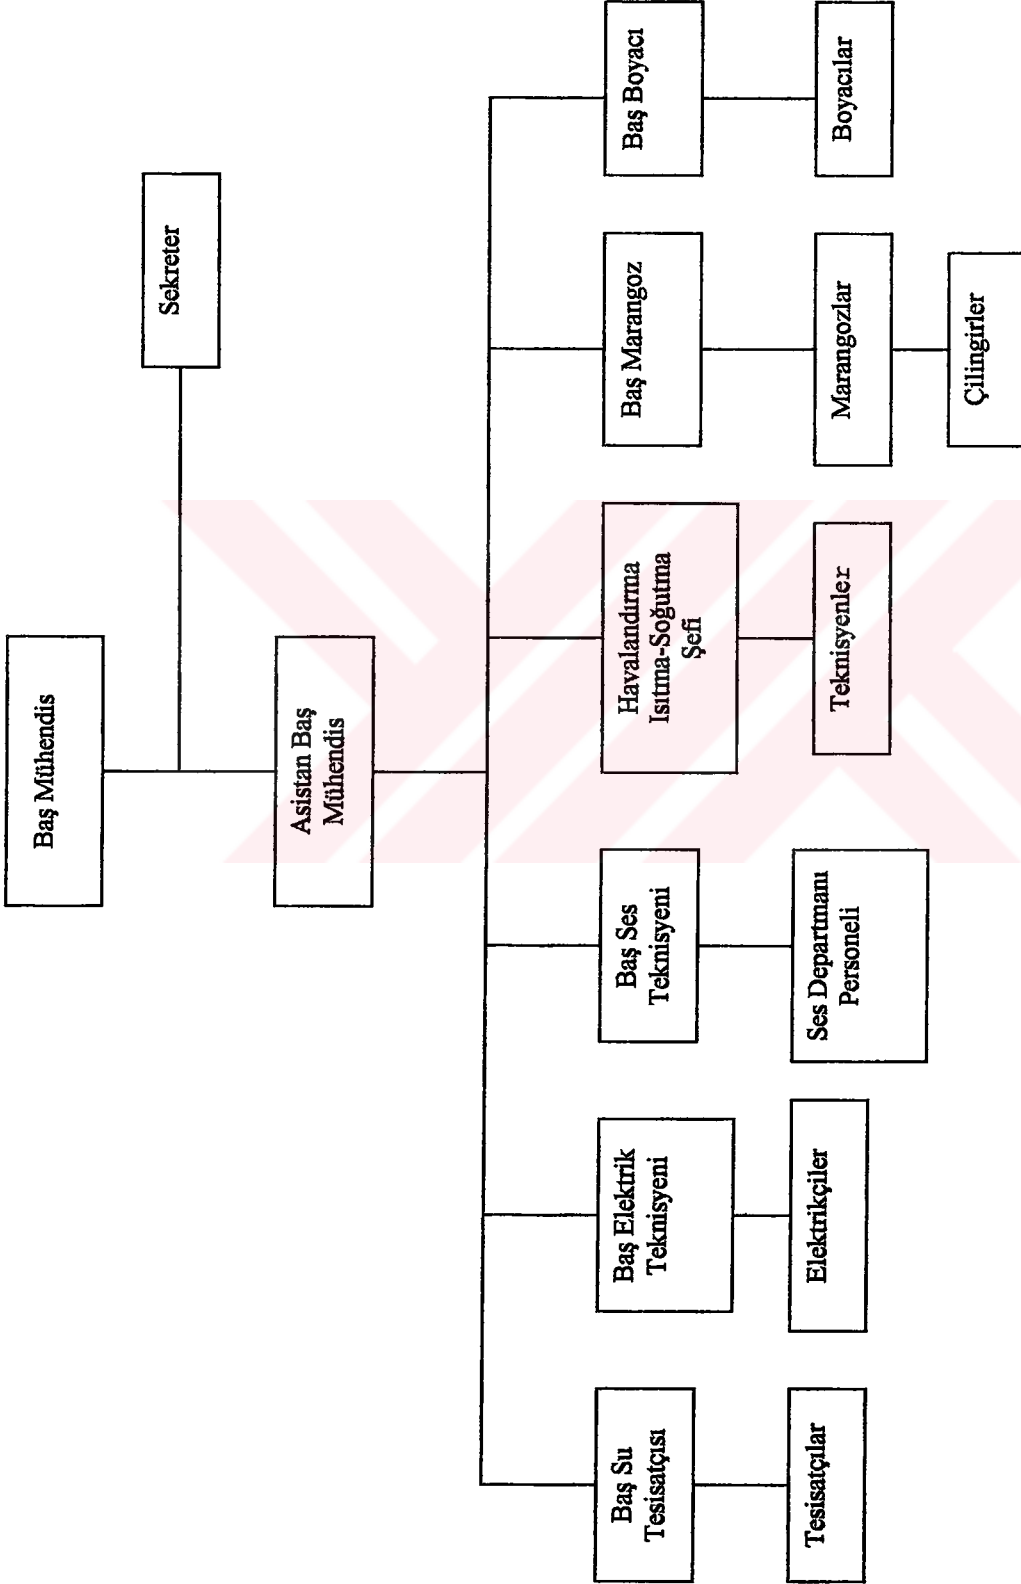 Baş Mühendis
Sekreter
Asistan Baş
Mühendis
Baş Su
Tesisatçısı
Baş Elektrik
Teknisyeni
Baş Ses
Teknisyeni
Havalandırma
Isıtma-Soğutma
Şefi
Baş Marangoz
Baş Boyacı
Tesisatçılar
Elektrikçiler
Ses Departmanı
Personeli
Teknisyenler
Marangozlar
Boyacılar
Çilingirler